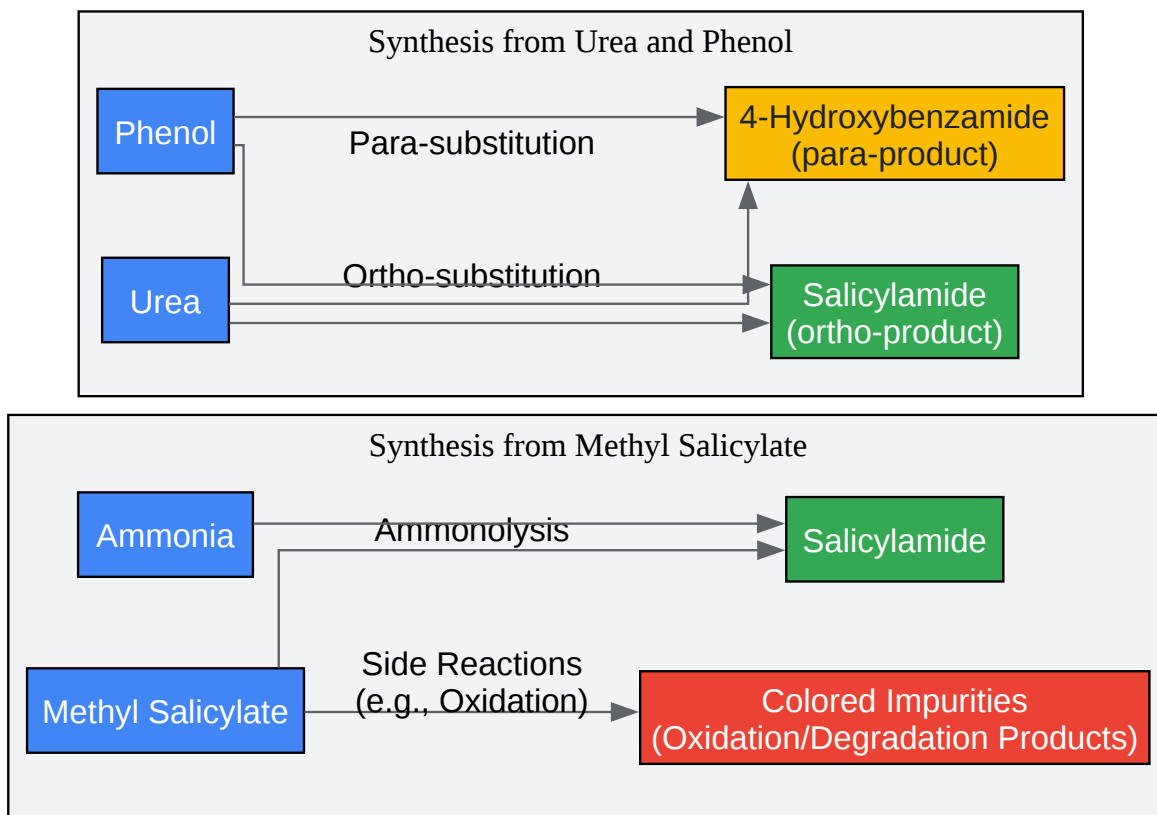 Synthesis from Urea and Phenol
Phenol
Para-substitution
4-Hydroxybenzamide
(para-product)
Urea
Ortho-substitution
Salicylamide
(ortho-product)
Synthesis from Methyl Salicylate
Ammonia
Ammonolysis
Salicylamide
Methyl Salicylate
Side Reactions
(e.g., Oxidation)
Colored Impurities
(Oxidation/Degradation Products)